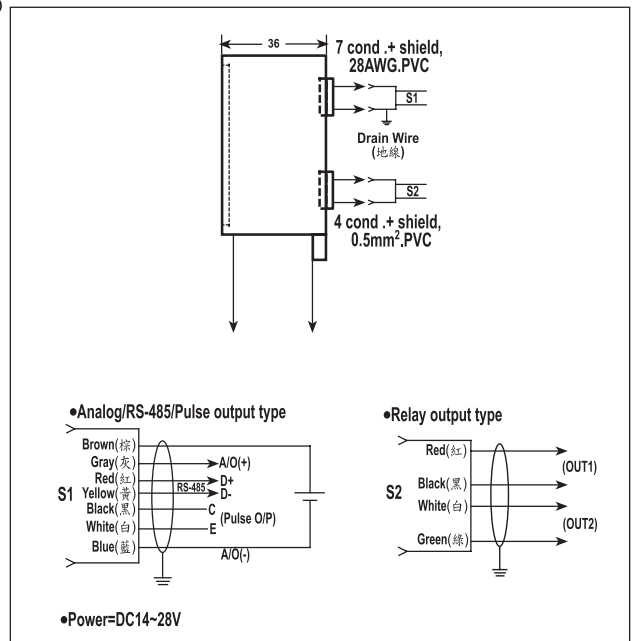 36
7 cond .+ shield,
28AWG.PVC
S1
Drain Wire
(地線)
S2
4 cond .+ shield,
0.5mm².PVC
•Analog/RS-485/Pulse output type
Brown(棕)
Gray(灰) A/O(+)
Red(紅) D+
RS-485
S1 Yellow(黃) D-
Black(黑) C
(Pulse O/P)
White(白) E
Blue(藍)
A/O(-)
•Relay output type
Red(紅)
(OUT1)
Black(黑)
S2
White(白)
(OUT2)
Green(綠)
•Power=DC14~28V